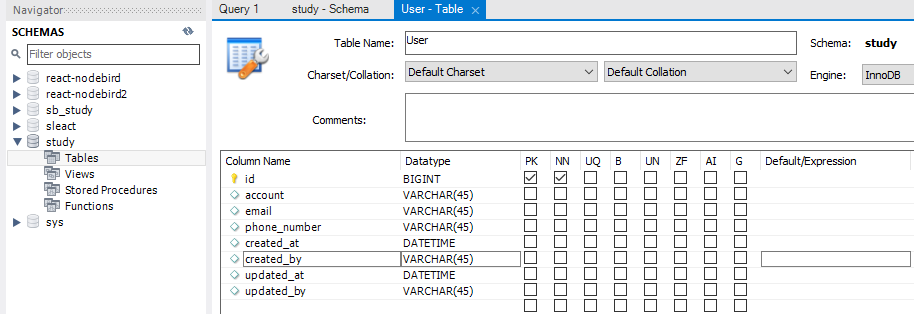 Navigator
Query 1
study - Schema
User - Table
SCHEMAS
Filter objects
react-nodebird
react-nodebird2
sb_study
sleact
study
Tables
Views
Stored Procedures
Functions
sys
Table Name: User Schema: study
Charset/Collation: Default Charset Default Collation Engine: InnoDB
Comments:
Column Name Datatype PK NN UQ B UN ZF AI G Default/Expression
id BIGINT
account VARCHAR(45)
email VARCHAR(45)
phone_number VARCHAR(45)
created_at DATETIME
created_by VARCHAR(45)
updated_at DATETIME
updated_by VARCHAR(45)